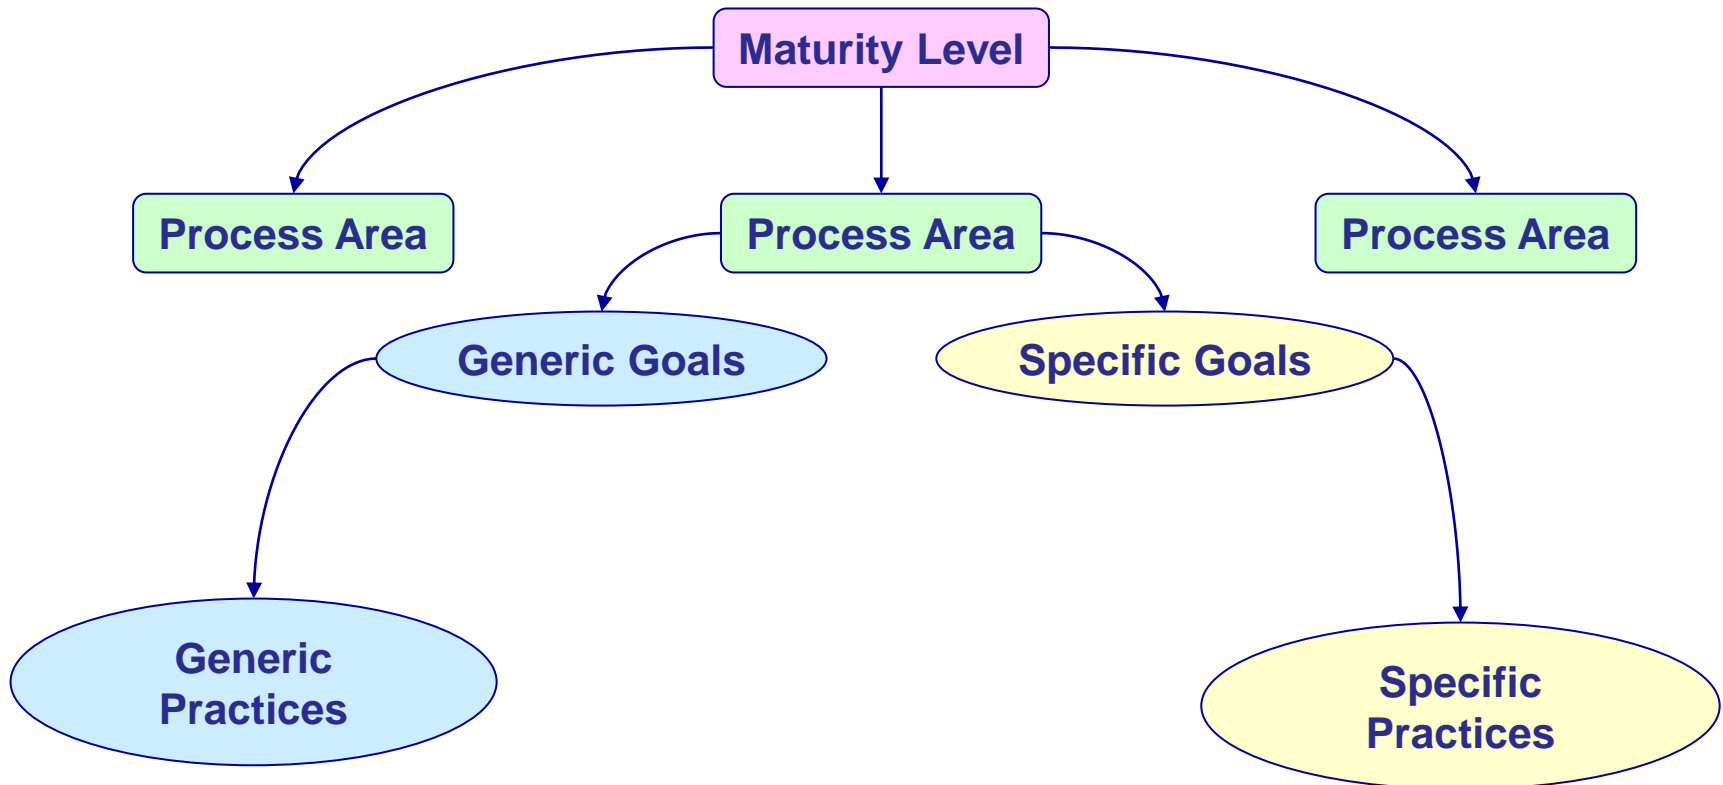 Maturity Level
Process Area
Process Area
Process Area
Generic Goals
Specific Goals
Generic
Practices
Specific
Practices